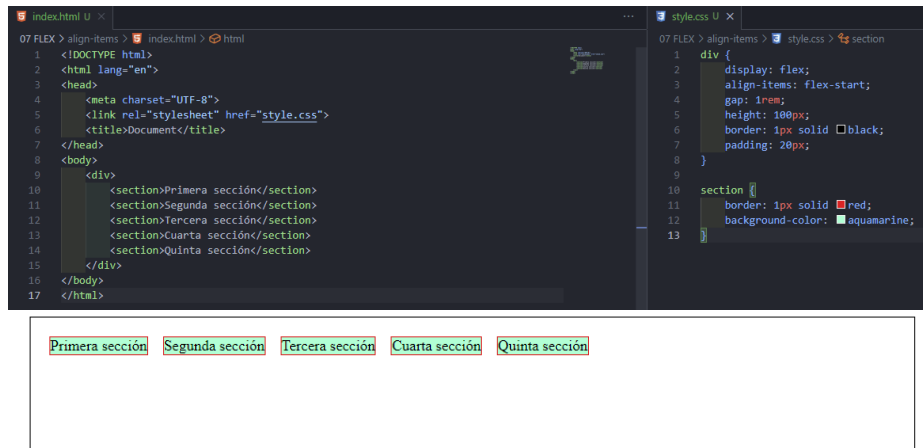 index.html U ×
07 FLEX > align-items > index.html > html
1 <!DOCTYPE html>
2 <html lang="en">
3 <head>
4 <meta charset="UTF-8">
5 <link rel="stylesheet" href="style.css">
6 <title>Document</title>
7 </head>
8 <body>
9 <div>
10 <section>Primera sección</section>
11 <section>Segunda sección</section>
12 <section>Tercera sección</section>
13 <section>Cuarta sección</section>
14 <section>Quinta sección</section>
15 </div>
16 </body>
17 </html>
style.css U ×
07 FLEX > align-items > style.css > section
1 div {
2 display: flex;
3 align-items: flex-start;
4 gap: 1rem;
5 height: 100px;
6 border: 1px solid black;
7 padding: 20px;
8 }
9
10 section {
11 border: 1px solid red;
12 background-color: aquamarine;
13 }
Primera sección Segunda sección Tercera sección Cuarta sección Quinta sección